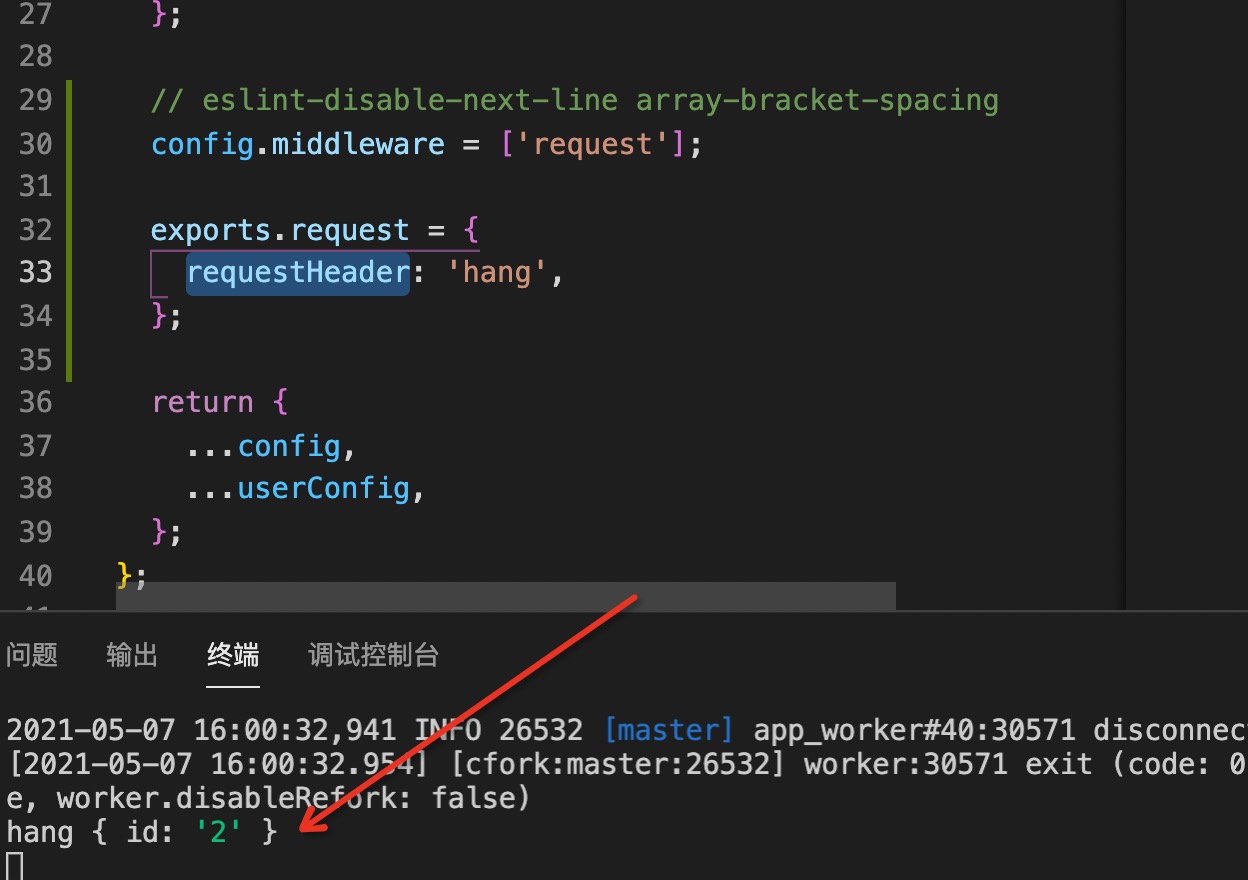 27 };
28
29 // eslint-disable-next-line array-bracket-spacing
30 config.middleware = ['request'];
31
32 exports.request = {
33 requestHeader: 'hang',
34 };
35
36 return {
37 ...config,
38 ...userConfig,
39 };
40 };
问题 输出 终端 调试控制台
2021-05-07 16:00:32,941 INFO 26532 [master] app_worker#40:30571 disconnec
[2021-05-07 16:00:32.954] [cfork:master:26532] worker:30571 exit (code: 0
e, worker.disableRefork: false)
hang { id: '2' }